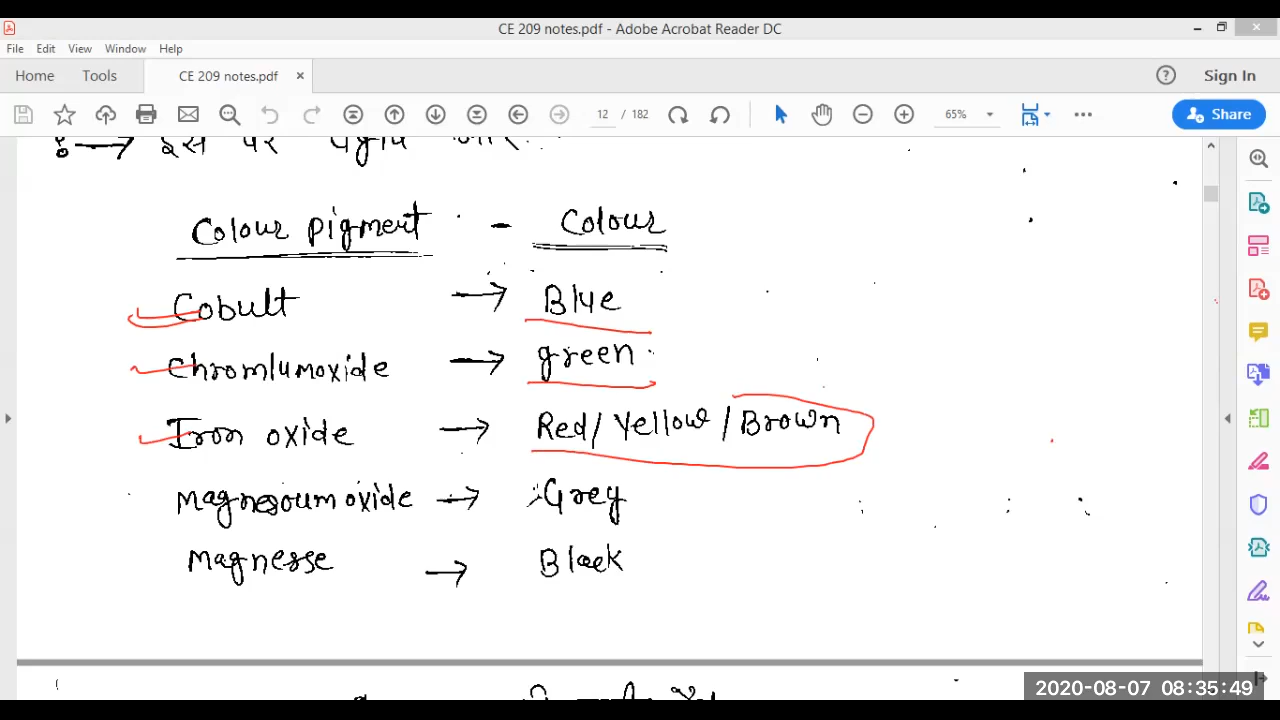 CE 209 notes.pdf - Adobe Acrobat Reader DC
File Edit View Window Help
Home Tools CE 209 notes.pdf × Sign In
12 / 182 65% Share
इस पर
Colour pigment - Colour
Cobult → Blue
Chromlumoxide → green
Iron oxide → Red/ Yellow / Brown
oxide → Grey
Magnesse → Black
2020-08-07 08:35:49